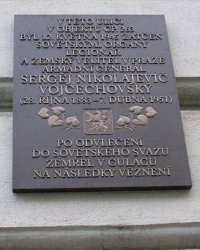 V TÉTO ULICI
V OBJEKTU ČP
BYL 12. KVĚTNA 1945 ZATČEN
SOVĚTSKÝMI ORGÁNY
LEGIONÁŘ
A ZEMSKÝ VELITEL V PRAZE
ARMÁDNÍ GENERÁL
SERGEJ NIKOLAJEVIČ
VOJCECHOVSKÝ
(28. ŘÍJNA 1883 - 7. DUBNA 1951)
PO ODVLEČENÍ
DO SOVĚTSKÉHO SVAZU
ZEMŘEL V GULAGU
NA NÁSLEDKY VĚZNĚNÍ